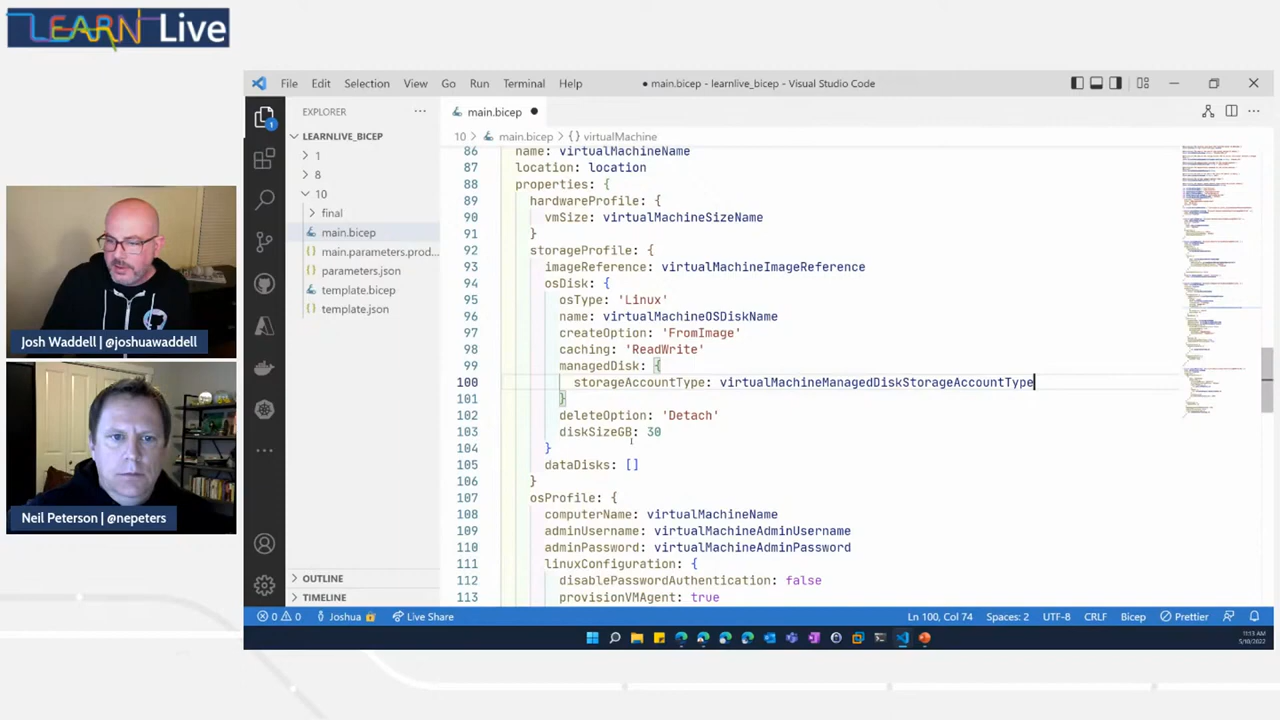 LEARN Live
File Edit Selection View Go Run Terminal Help
main.bicep - learnlive_bicep - Visual Studio Code
EXPLORER
LEARNLIVE_BICEP
1
8
10
final
main.bicep
main.parameters.prod...
parameters.json
template.bicep
template.json
OUTLINE
TIMELINE
main.bicep
10 > main.bicep > {} virtualMachine
86 name: virtualMachineName
87 location: location
88 properties: {
89 hardwareProfile: {
90 vmSize: virtualMachineSizeName
91 }
92 storageProfile: {
93 imageReference: virtualMachineImageReference
94 osDisk: {
95 osType: 'Linux'
96 name: virtualMachineOSDiskName
97 createOption: 'FromImage'
98 caching: 'ReadWrite'
99 managedDisk: {
100 storageAccountType: virtualMachineManagedDiskStorageAccountType
101 }
102 deleteOption: 'Detach'
103 diskSizeGB: 30
104 }
105 dataDisks: []
106 }
107 osProfile: {
108 computerName: virtualMachineName
109 adminUsername: virtualMachineAdminUsername
110 adminPassword: virtualMachineAdminPassword
111 linuxConfiguration: {
112 disablePasswordAuthentication: false
113 provisionVMAgent: true
0 0 Joshua Live Share
Ln 100, Col 74 Spaces: 2 UTF-8 CRLF Bicep Prettier
11:13 AM
5/10/2022
Josh Waddell | @joshuawaddell
Neil Peterson | @nepeters